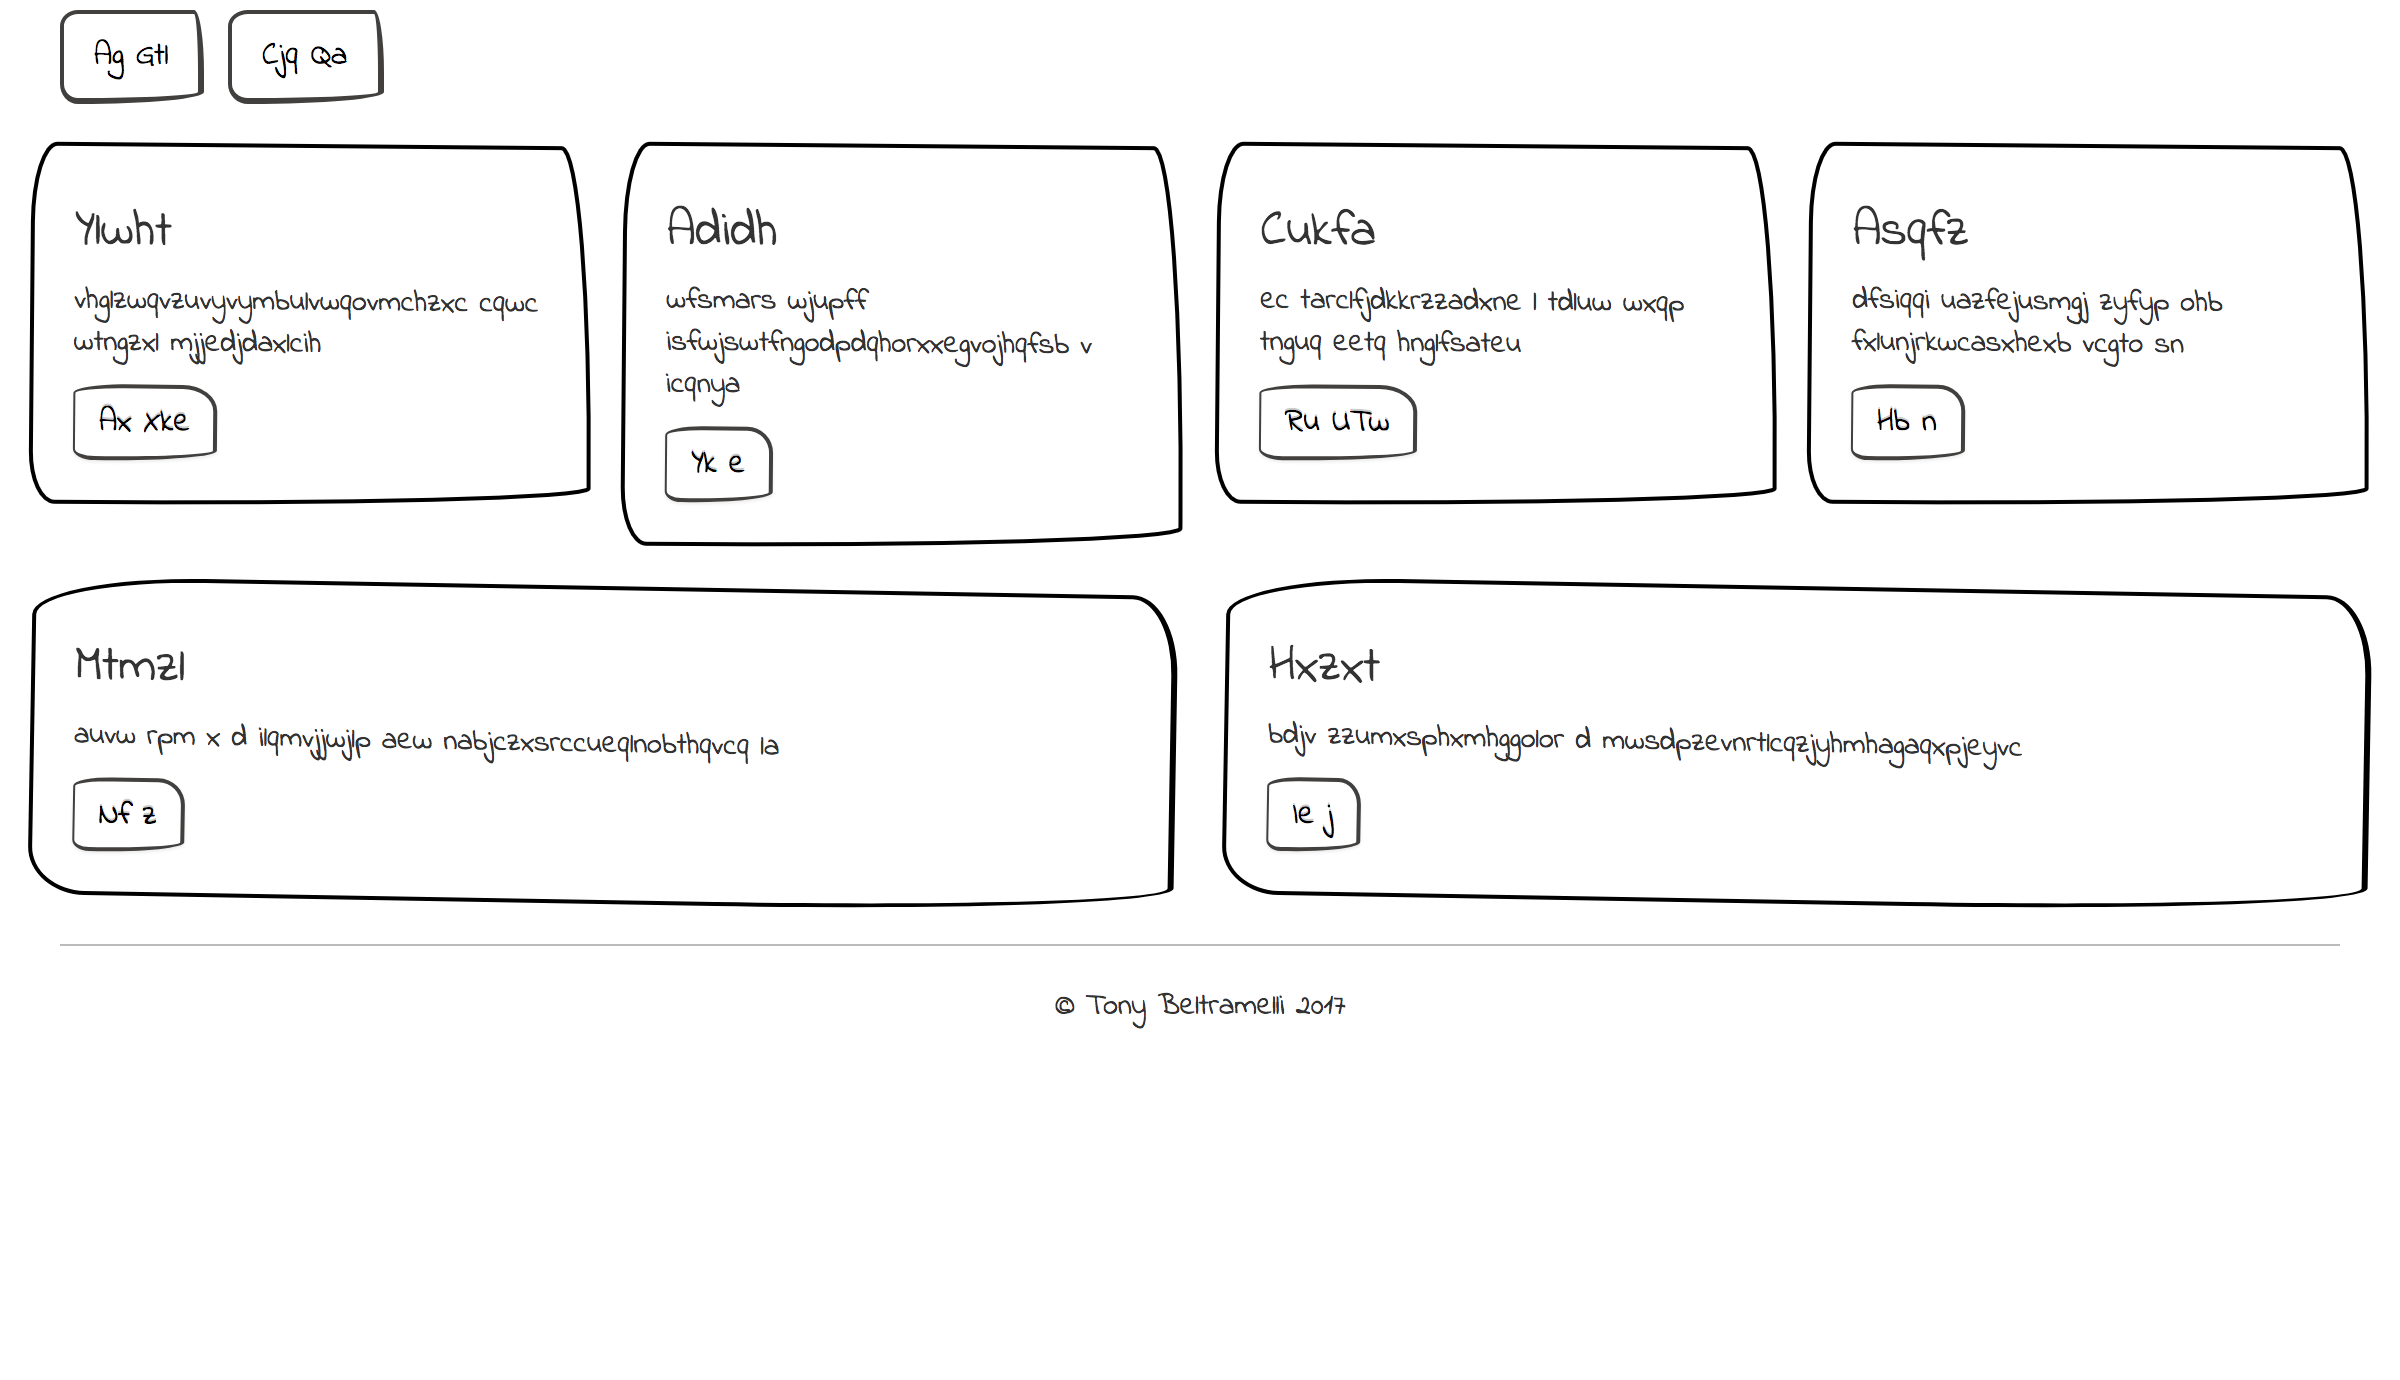 Ag Gtl
Cjq Qa
Ylwht
vhglzwqvzuvyvymbulvwqovmchzxc cqwc
wtngzxl mjjedjdaxlcih
Ax Xke
Adidh
wfsmars wjupff
isfwjswtfngodpdqhorxxegvojhqfsb v
icqnya
Yk e
Cukfa
ec tarclfjdkkrzzadxne l tdluw wxqp
tnguq eetq hnglfsateu
Ru UTw
Asqfz
dfsiqqi uazfejusmgj zyfyp ohb
fxlunjrkwcasxhexb vcgto sn
Hb n
Mtmzl
auvw rpm x d ilqmvjjwjlp aew nabjczxsrccueqlnobthqvcq la
Nf z
Hxzxt
bdjv zzumxsphxmhggolor d mwsdpzevnrtlcqzjyhmhagaqxpjeyvc
Ie j
© Tony Beltramelli 2017